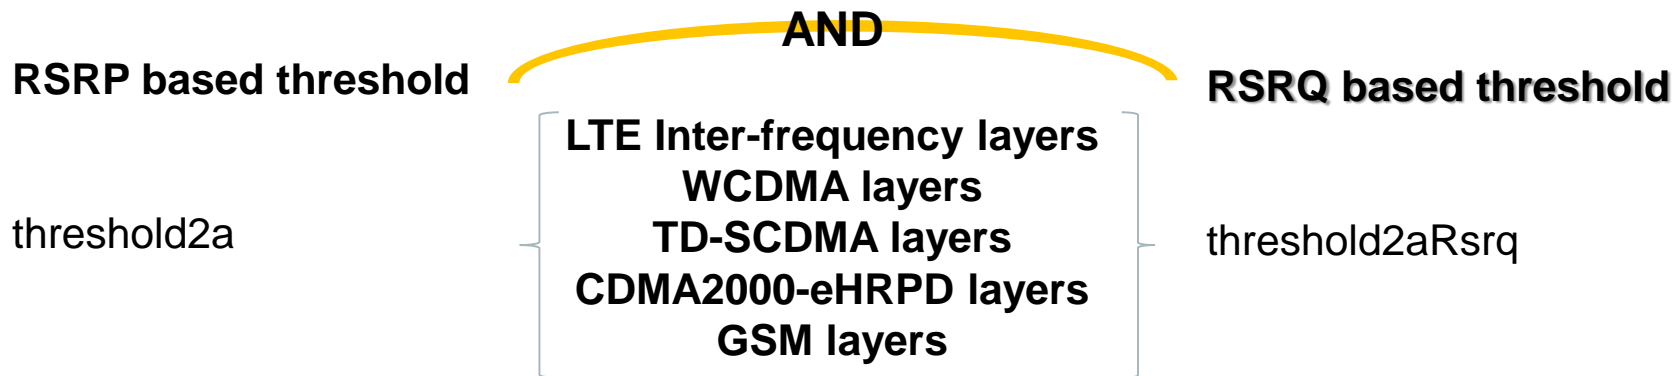 AND
RSRP based threshold
RSRQ based threshold
LTE Inter-frequency layers
WCDMA layers
threshold2a
TD-SCDMA layers
threshold2aRsrq
CDMA2000-eHRPD layers
GSM layers